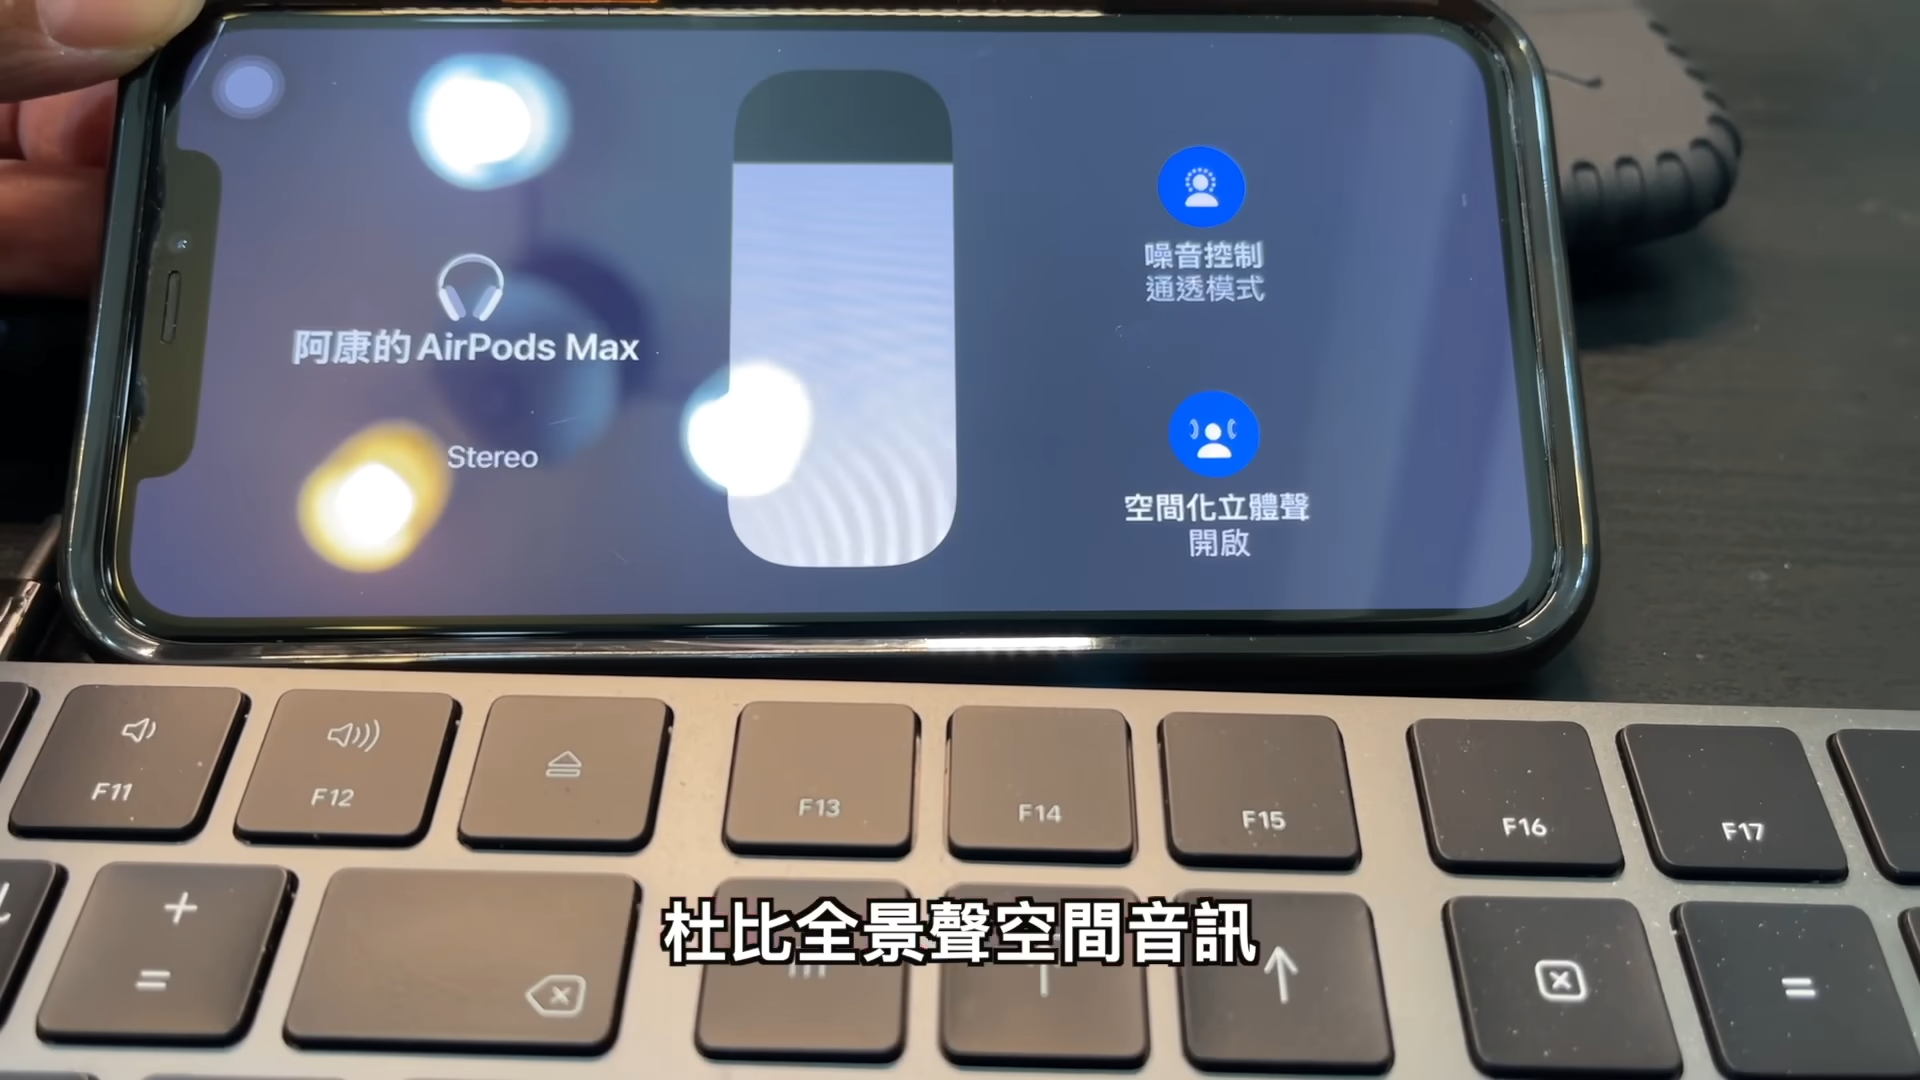 阿康的 AirPods Max
Stereo
噪音控制
通透模式
空間化立體聲
開啟
F11
F12
F13
F14
F15
F16
F17
+
=
=
杜比全景聲空間音訊